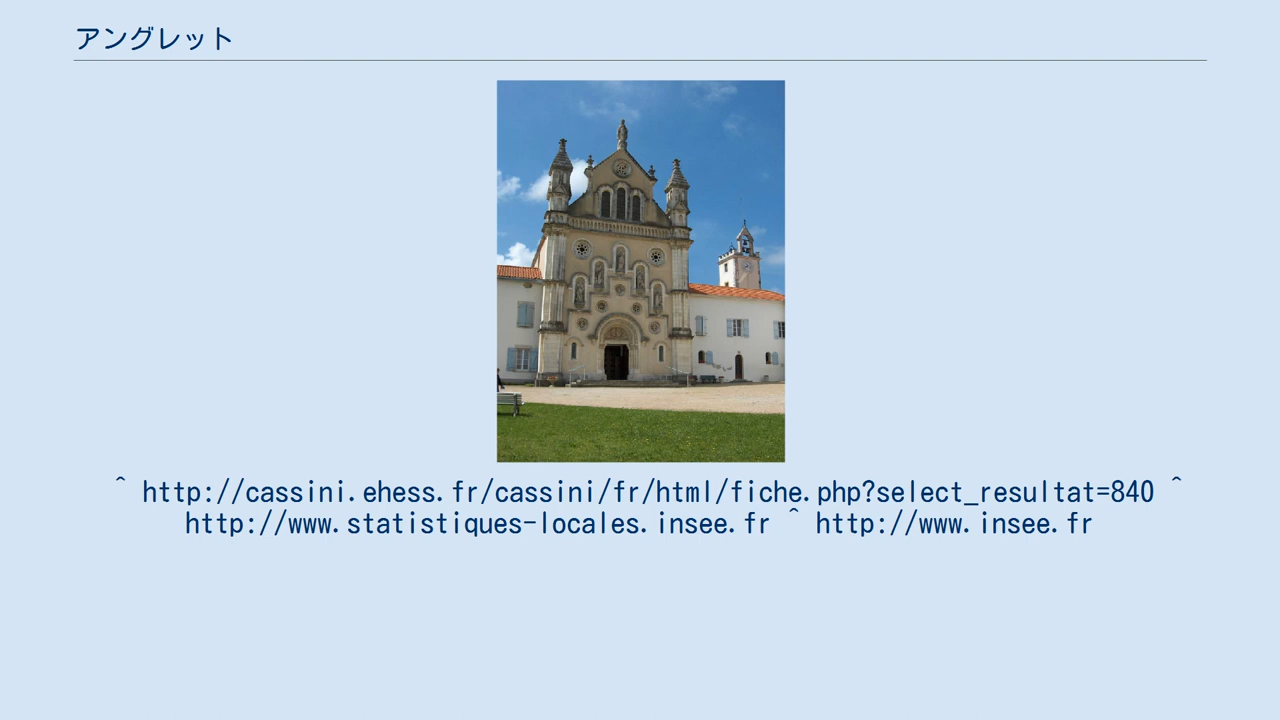 アングレット
^ http://cassini.ehess.fr/cassini/fr/html/fiche.php?select_resultat=840 ^
http://www.statistiques-locales.insee.fr ^ http://www.insee.fr